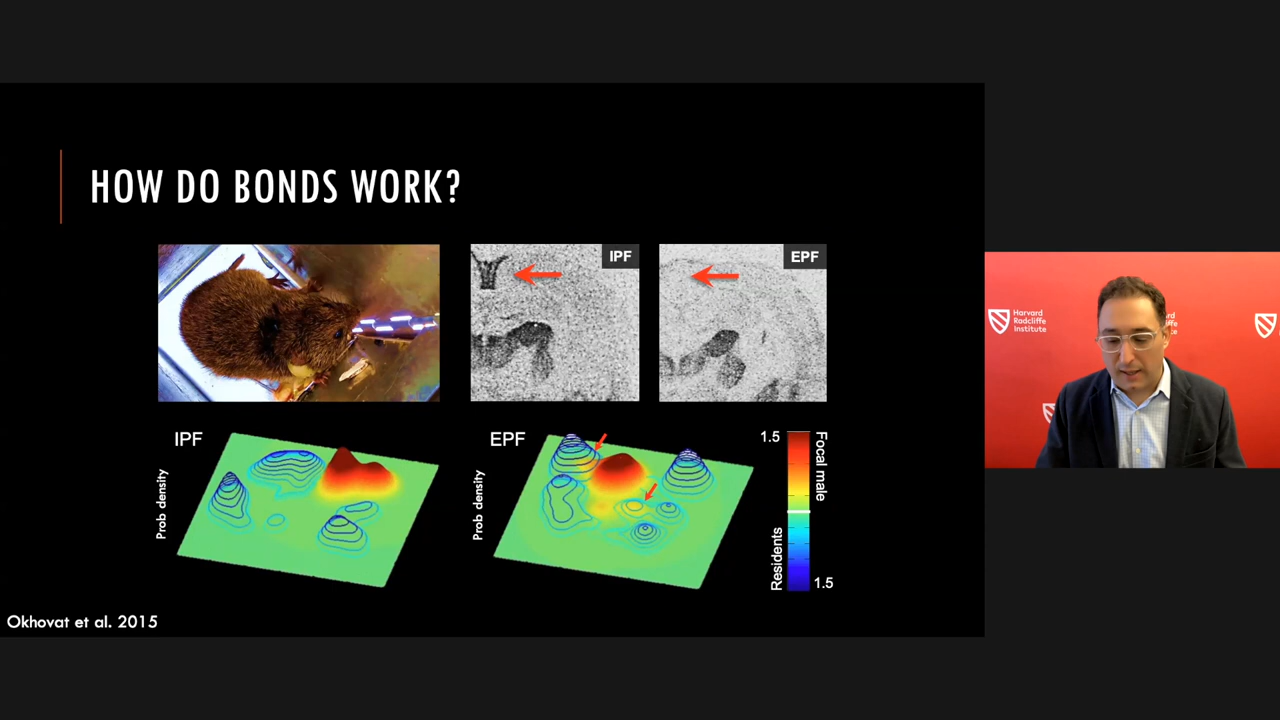 HOW DO BONDS WORK?
IPF
EPF
IPF
Prob density
EPF
Prob density
1.5
Focal male
Residents
1.5
Okhovat et al. 2015
Harvard
Radcliffe
Institute